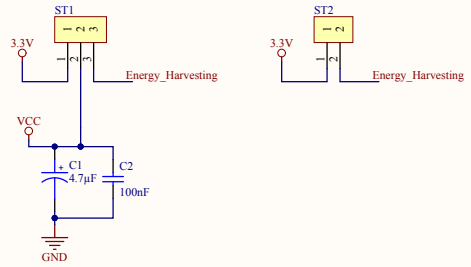 ST1
1 2 3
3.3V
1 2 3
Energy_Harvesting
VCC
+
C1
4.7µF
C2
100nF
GND
ST2
1 2
3.3V
1 2
Energy_Harvesting